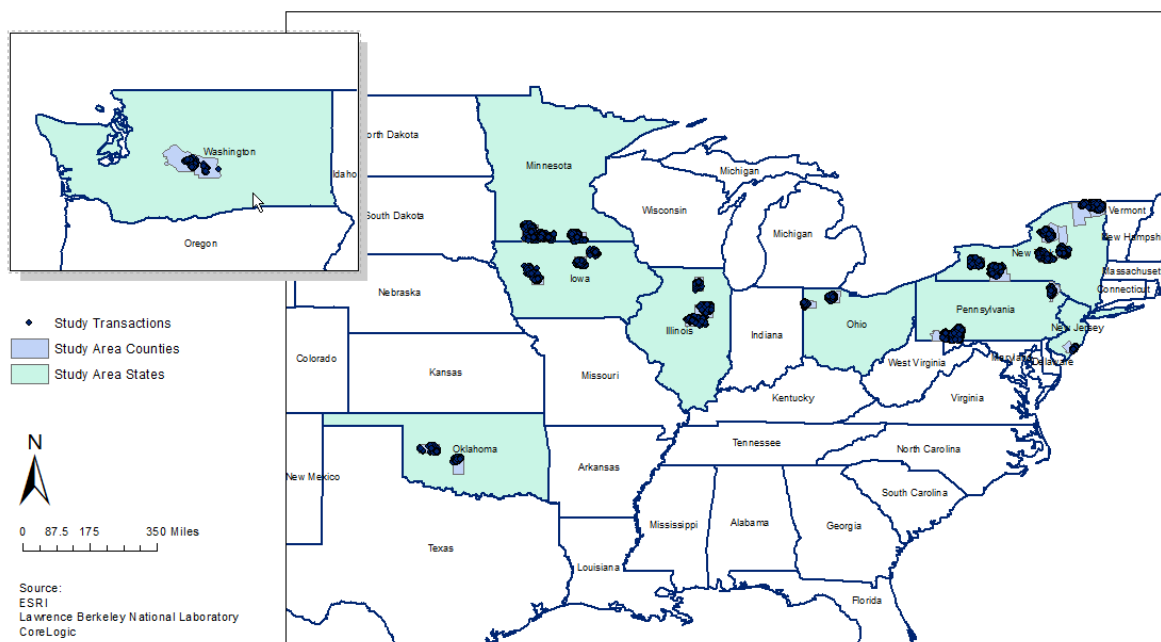 Washington
Idaho
Oregon
North Dakota
South Dakota
Minnesota
Wisconsin
Michigan
Michigan
Vermont
New Hampsh
New
Massachuset
Connecticut
Iowa
Nebraska
Illinois
Indiana
Ohio
Pennsylvania
New Jersey
Maryland
Delaware
West Virginia
Virginia
Colorado
Kansas
Missouri
Kentucky
Tennessee
North Carolina
South Carolina
Oklahoma
Arkansas
New Mexico
Texas
Louisiana
Mississippi
Alabama
Georgia
Florida
Study Transactions
Study Area Counties
Study Area States
N
0 87.5 175 350 Miles
Source:
ESRI
Lawrence Berkeley National Laboratory
CoreLogic